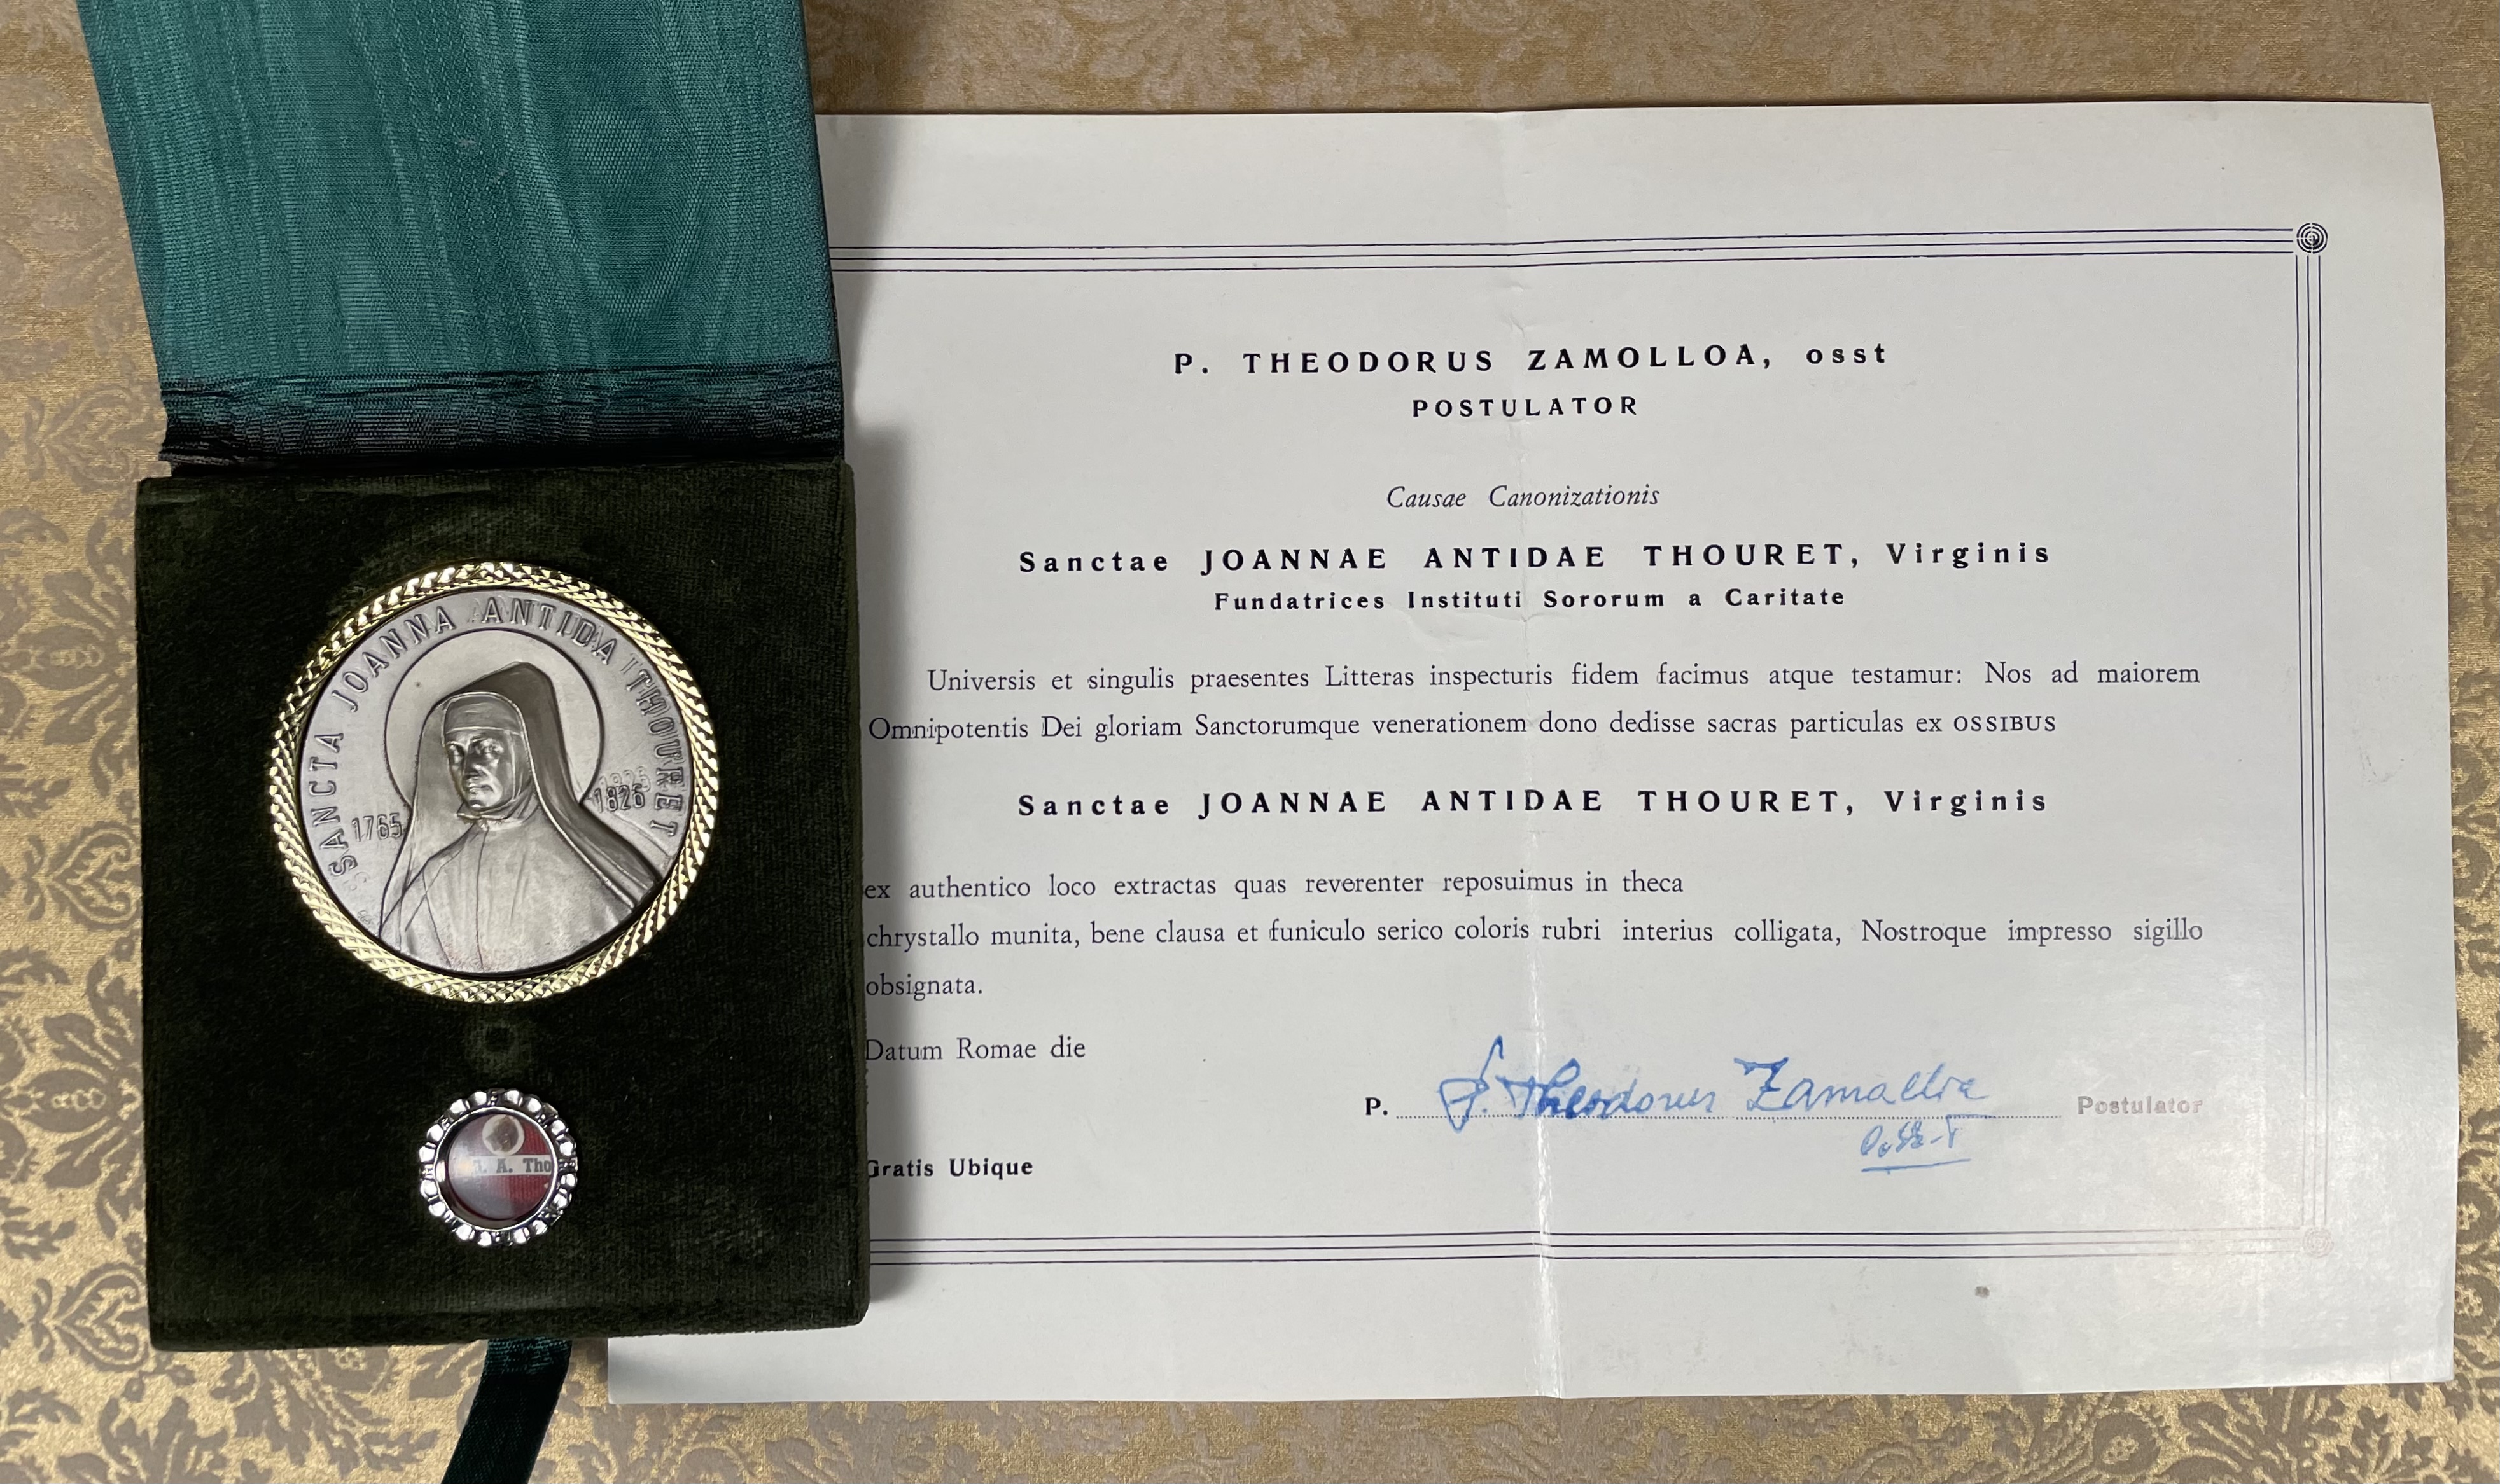 SANCTA JOANNA ANTIDA THOURET
1765
1826
A. Tho
P. THEODORUS ZAMOLLOA, osst
POSTULATOR
Causae Canonizationis
Sanctae JOANNAE ANTIDAE THOURET, Virginis
Fundatrices Instituti Sororum a Caritate
Universis et singulis praesentes Litteras inspecturis fidem facimus atque testamur: Nos ad maiorem
Omnipotentis Dei gloriam Sanctorumque venerationem dono dedisse sacras particulas ex OSSIBUS
Sanctae JOANNAE ANTIDAE THOURET, Virginis
ex authentico loco extractas quas reverenter reposuimus in theca
chrystallo munita, bene clausa et funiculo serico coloris rubri interius colligata, Nostroque impresso sigillo
obsignata.
Datum Romae die
P. P. Theodorus Zamalloa Postulator
Gratis Ubique